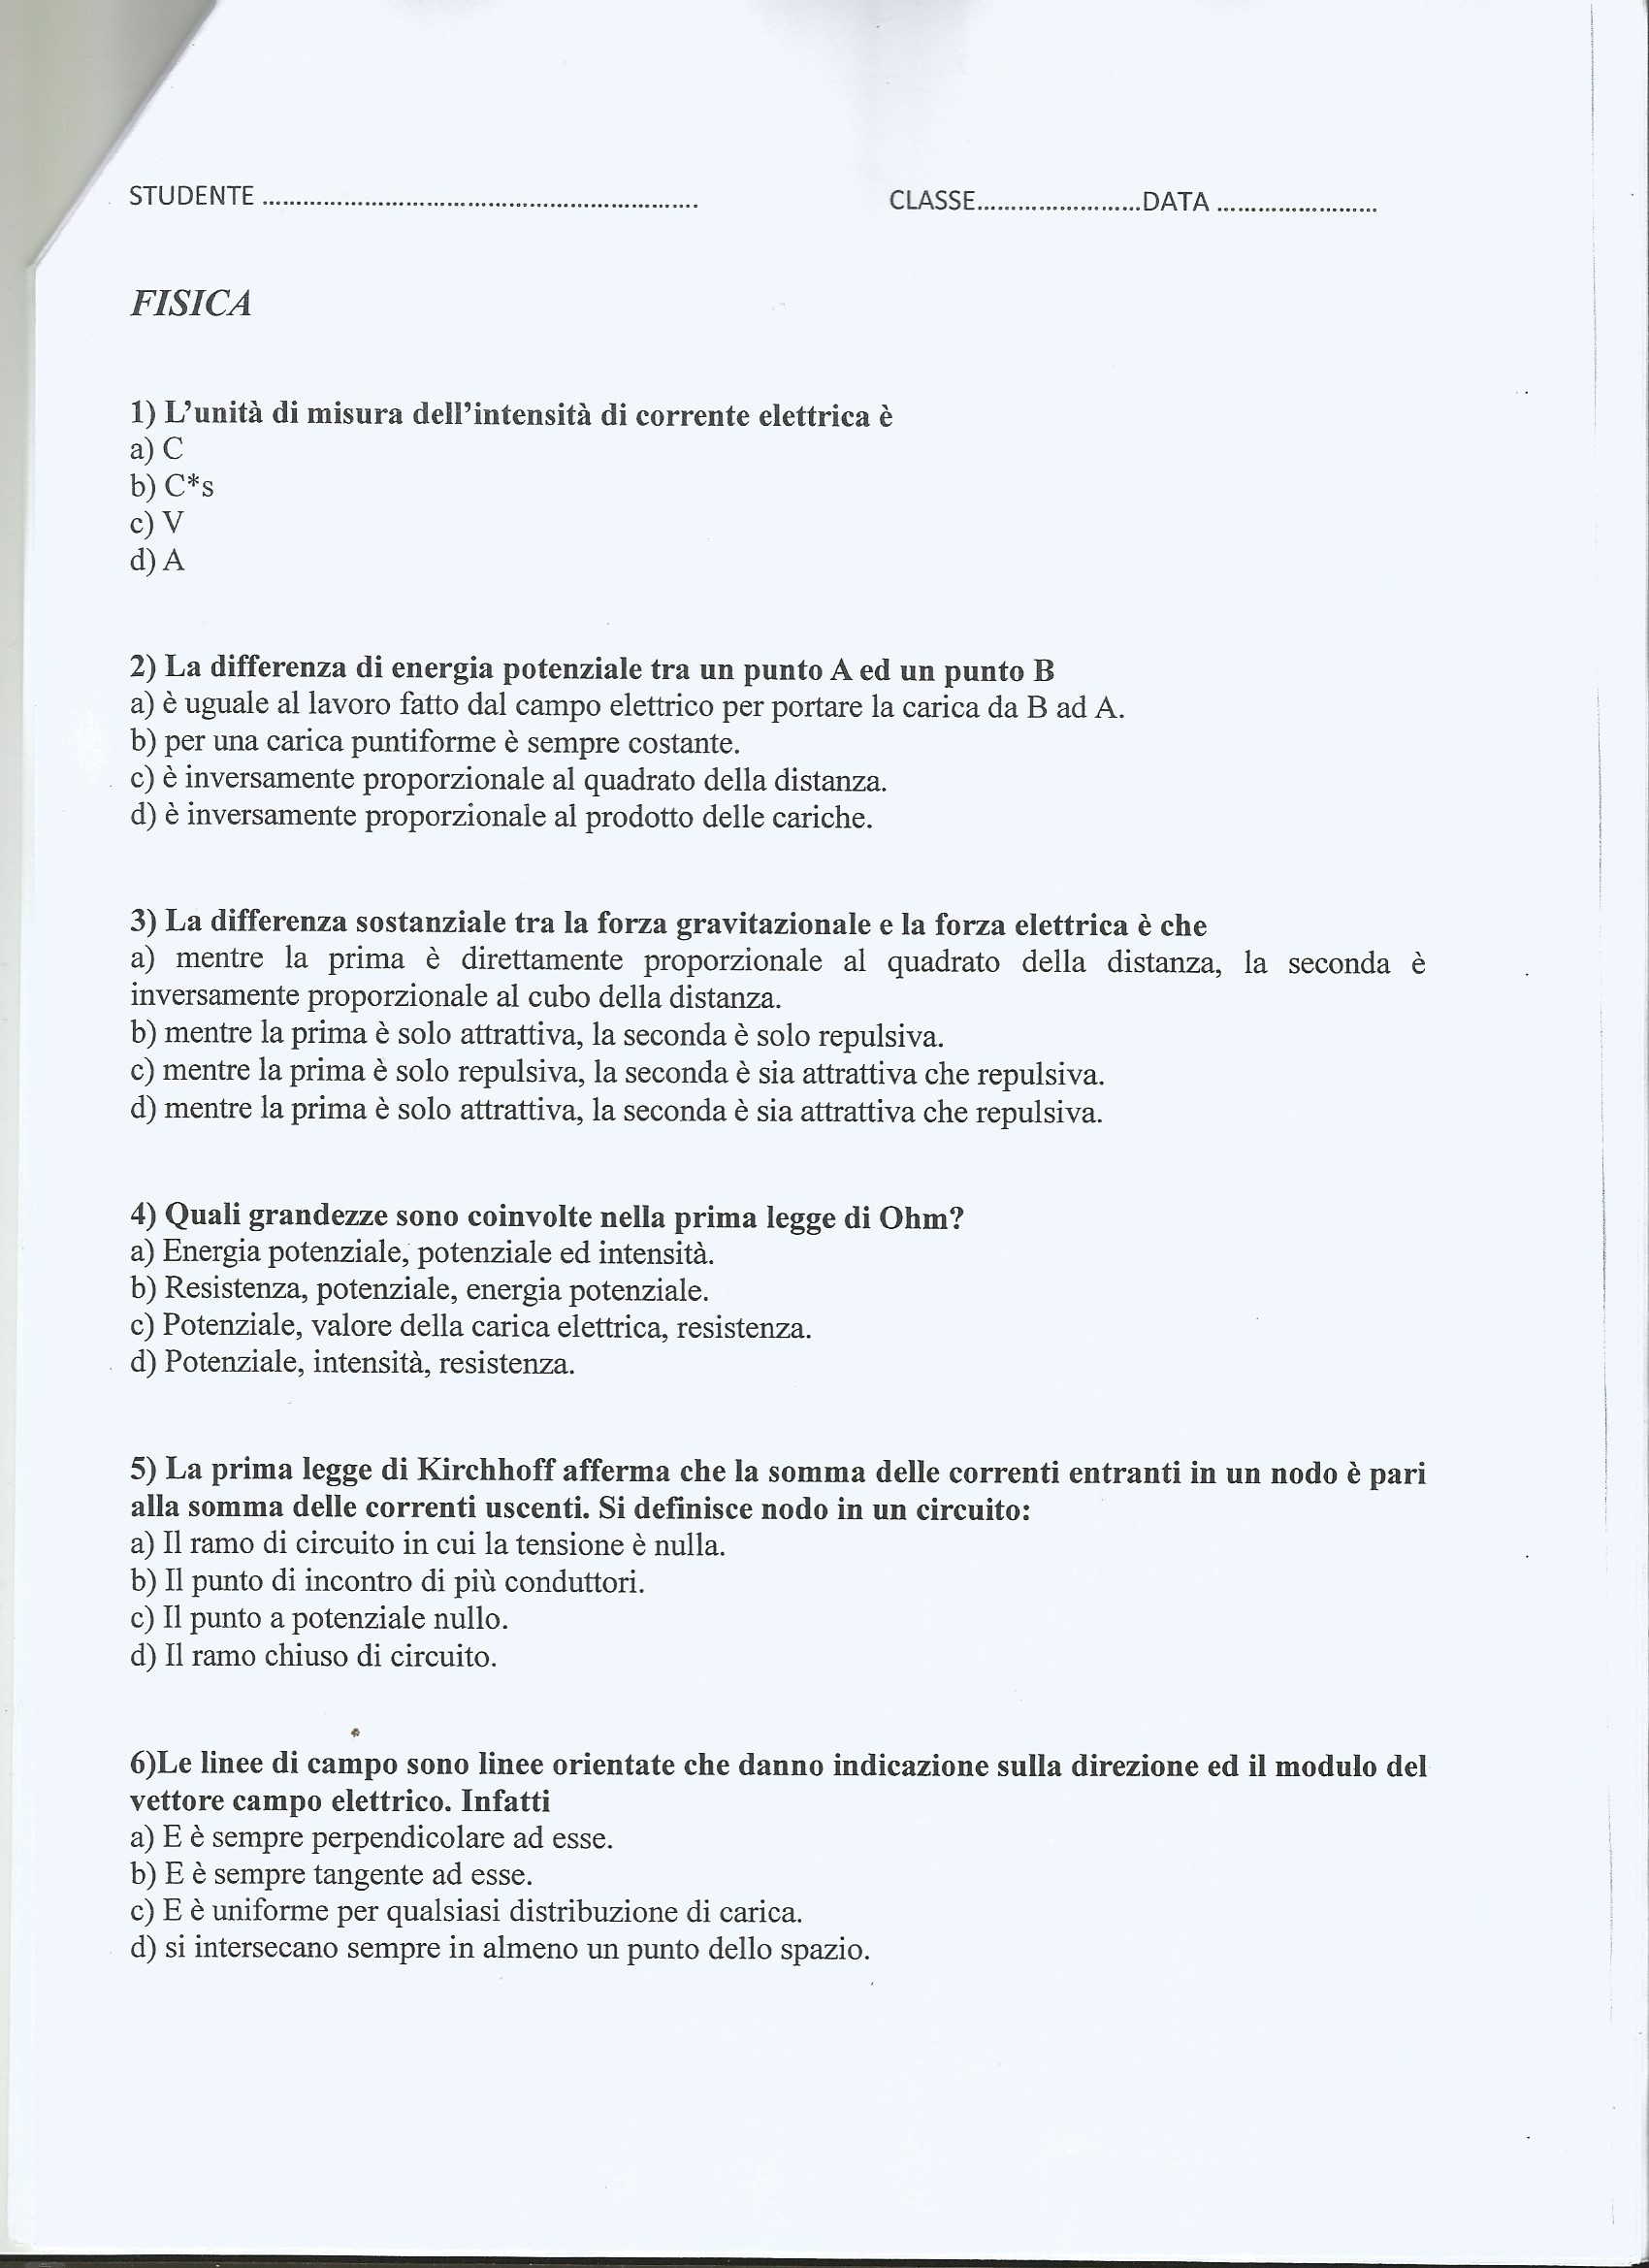 STUDENTE ................................................................ CLASSE........................DATA ........................
FISICA
1) L’unità di misura dell’intensità di corrente elettrica è
a) C
b) C*s
c) V
d) A
2) La differenza di energia potenziale tra un punto A ed un punto B
a) è uguale al lavoro fatto dal campo elettrico per portare la carica da B ad A.
b) per una carica puntiforme è sempre costante.
c) è inversamente proporzionale al quadrato della distanza.
d) è inversamente proporzionale al prodotto delle cariche.
3) La differenza sostanziale tra la forza gravitazionale e la forza elettrica è che
a) mentre la prima è direttamente proporzionale al quadrato della distanza, la seconda è
inversamente proporzionale al cubo della distanza.
b) mentre la prima è solo attrattiva, la seconda è solo repulsiva.
c) mentre la prima è solo repulsiva, la seconda è sia attrattiva che repulsiva.
d) mentre la prima è solo attrattiva, la seconda è sia attrattiva che repulsiva.
4) Quali grandezze sono coinvolte nella prima legge di Ohm?
a) Energia potenziale, potenziale ed intensità.
b) Resistenza, potenziale, energia potenziale.
c) Potenziale, valore della carica elettrica, resistenza.
d) Potenziale, intensità, resistenza.
5) La prima legge di Kirchhoff afferma che la somma delle correnti entranti in un nodo è pari
alla somma delle correnti uscenti. Si definisce nodo in un circuito:
a) Il ramo di circuito in cui la tensione è nulla.
b) Il punto di incontro di più conduttori.
c) Il punto a potenziale nullo.
d) Il ramo chiuso di circuito.
6)Le linee di campo sono linee orientate che danno indicazione sulla direzione ed il modulo del
vettore campo elettrico. Infatti
a) E è sempre perpendicolare ad esse.
b) E è sempre tangente ad esse.
c) E è uniforme per qualsiasi distribuzione di carica.
d) si intersecano sempre in almeno un punto dello spazio.